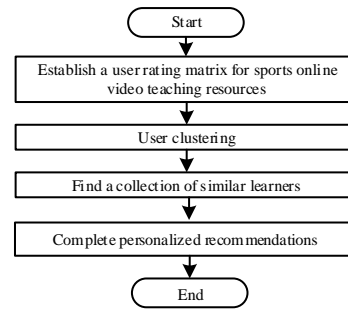 Start
Establish a user rating matrix for sports online
video teaching resources
User clustering
Find a collection of similar learners
Complete personalized recommendations
End